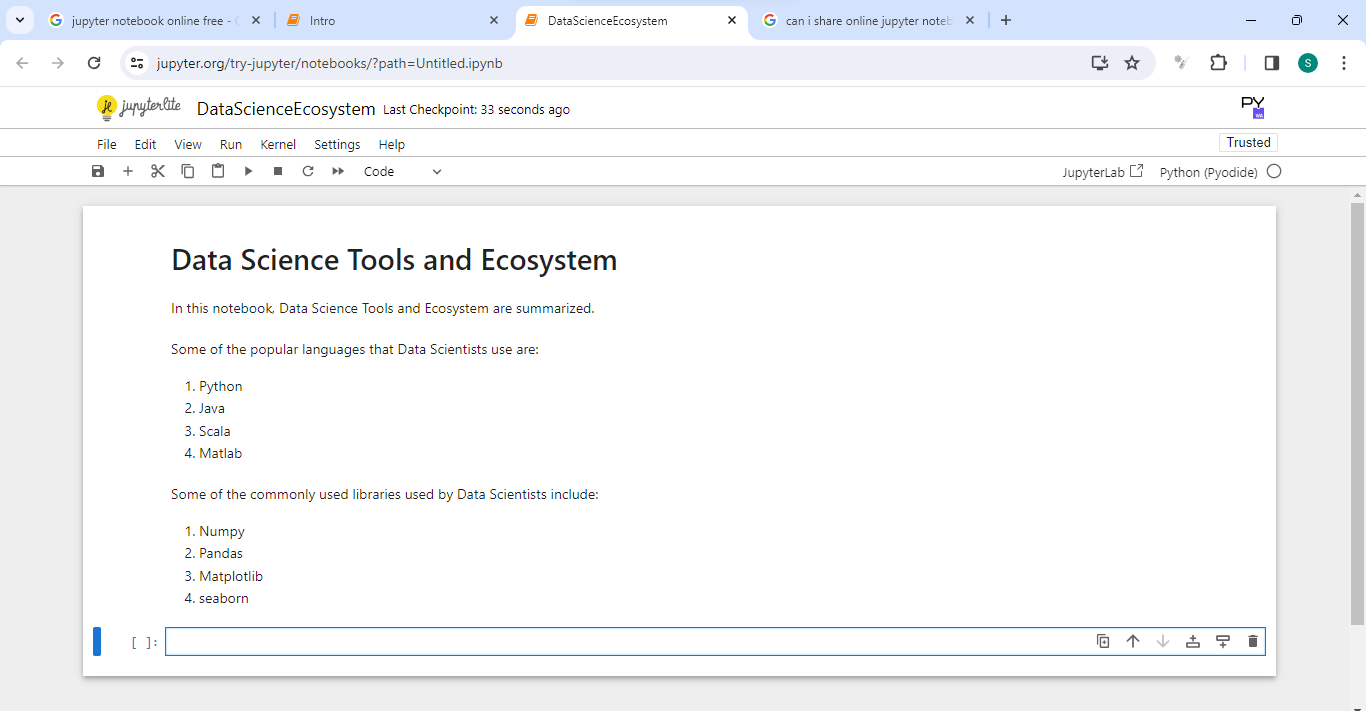 jupyter notebook online free - G
Intro
DataScienceEcosystem
can i share online jupyter noteb
jupyter.org/try-jupyter/notebooks/?path=Untitled.ipynb
S
jupyterlite DataScienceEcosystem Last Checkpoint: 33 seconds ago
PY
WA
File Edit View Run Kernel Settings Help
Trusted
Code
JupyterLab Python (Pyodide)
Data Science Tools and Ecosystem
In this notebook, Data Science Tools and Ecosystem are summarized.
Some of the popular languages that Data Scientists use are:
1. Python
2. Java
3. Scala
4. Matlab
Some of the commonly used libraries used by Data Scientists include:
1. Numpy
2. Pandas
3. Matplotlib
4. seaborn
[ ]: